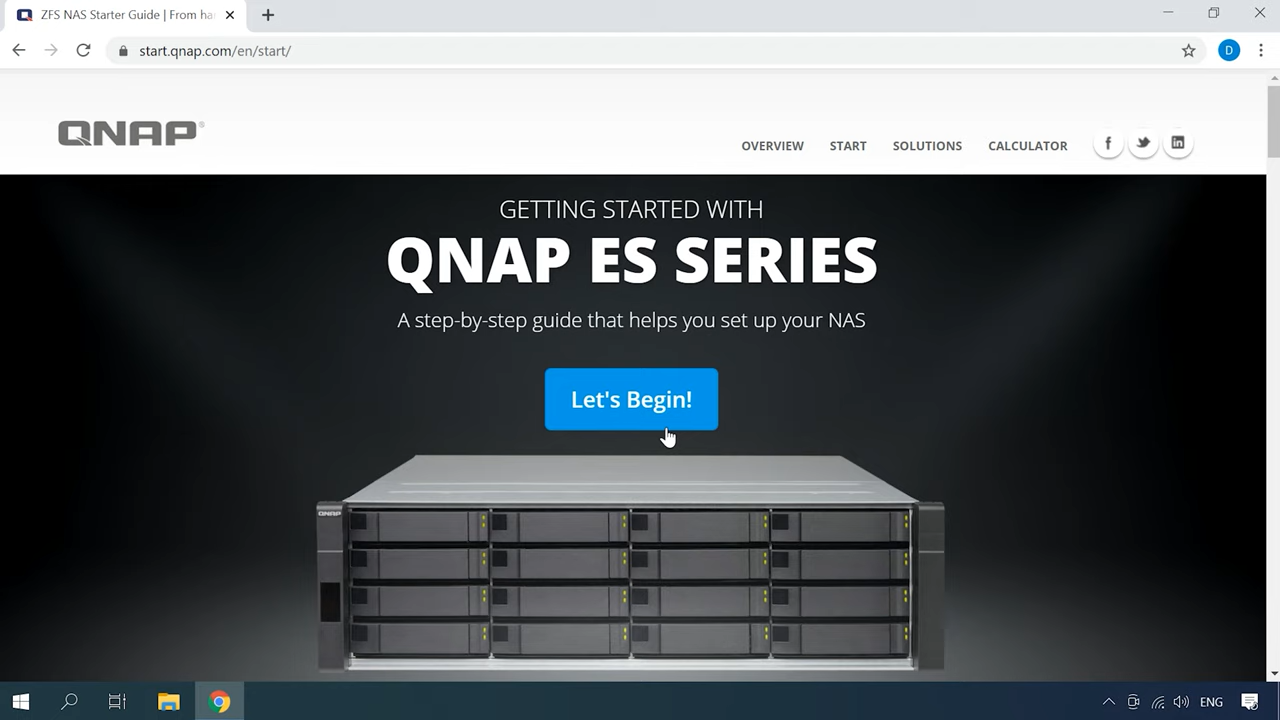 ZFS NAS Starter Guide | From ha
start.qnap.com/en/start/
D
QNAP
OVERVIEW START SOLUTIONS CALCULATOR
GETTING STARTED WITH
QNAP ES SERIES
A step-by-step guide that helps you set up your NAS
Let's Begin!
QNAP
ENG